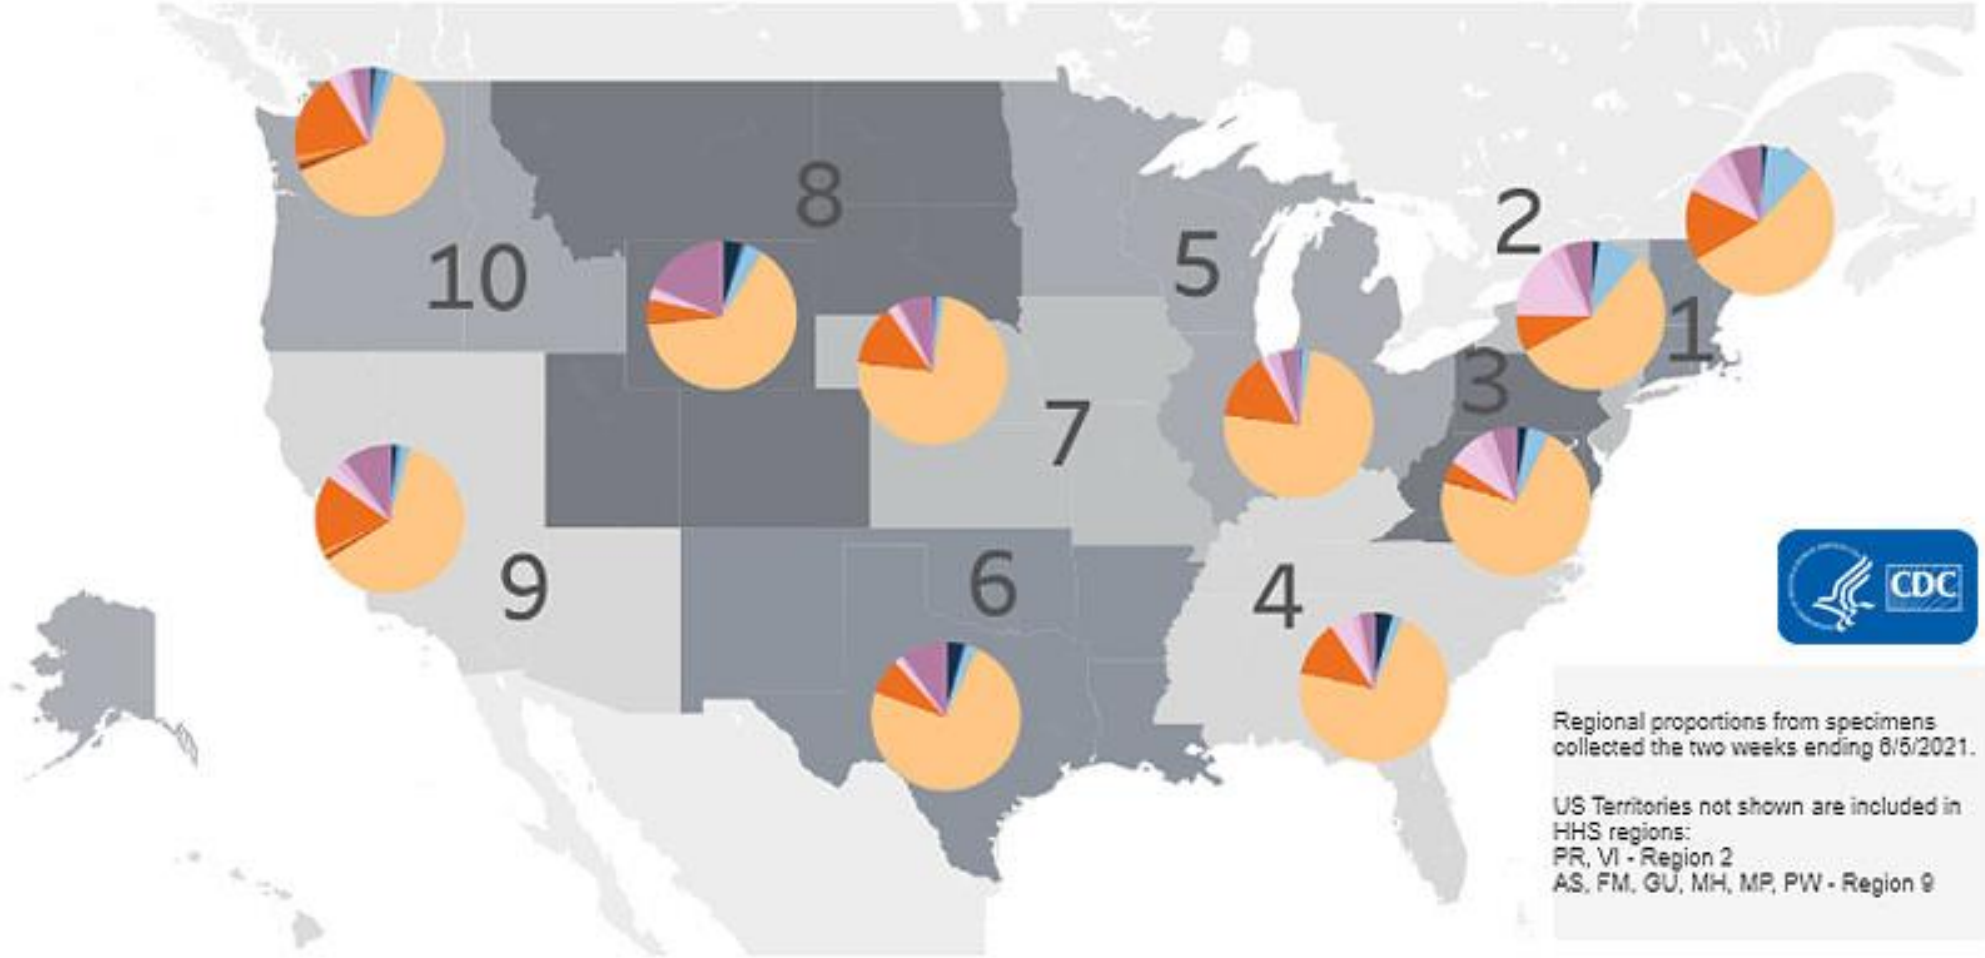 8
2
10
5
1
3
7
9
6
4
CDC
Regional proportions from specimens
collected the two weeks ending 6/5/2021.
US Territories not shown are included in
HHS regions:
PR, VI - Region 2
AS, FM, GU, MH, MP, PW - Region 9